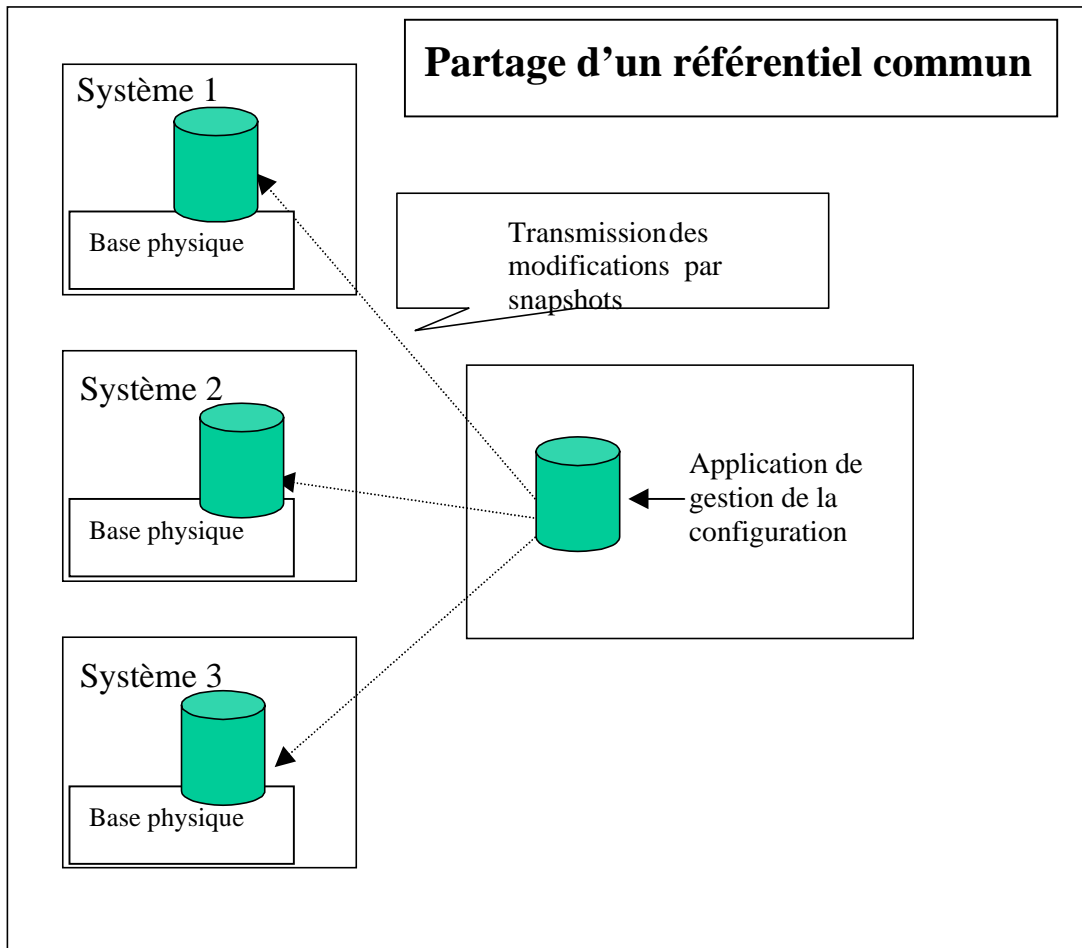 Partage d'un référentiel commun
Système 1
Base physique
Transmission des
modifications par
snapshots
Système 2
Base physique
Application de
gestion de la
configuration
Système 3
Base physique